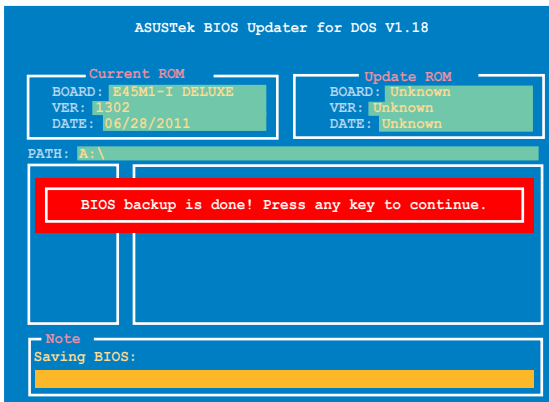 ASUSTek BIOS Updater for DOS V1.18
Current ROM
BOARD: E45M1-I DELUXE
VER: 1302
DATE: 06/28/2011
Update ROM
BOARD: Unknown
VER: Unknown
DATE: Unknown
PATH: A:\
BIOS backup is done! Press any key to continue.
Note
Saving BIOS: